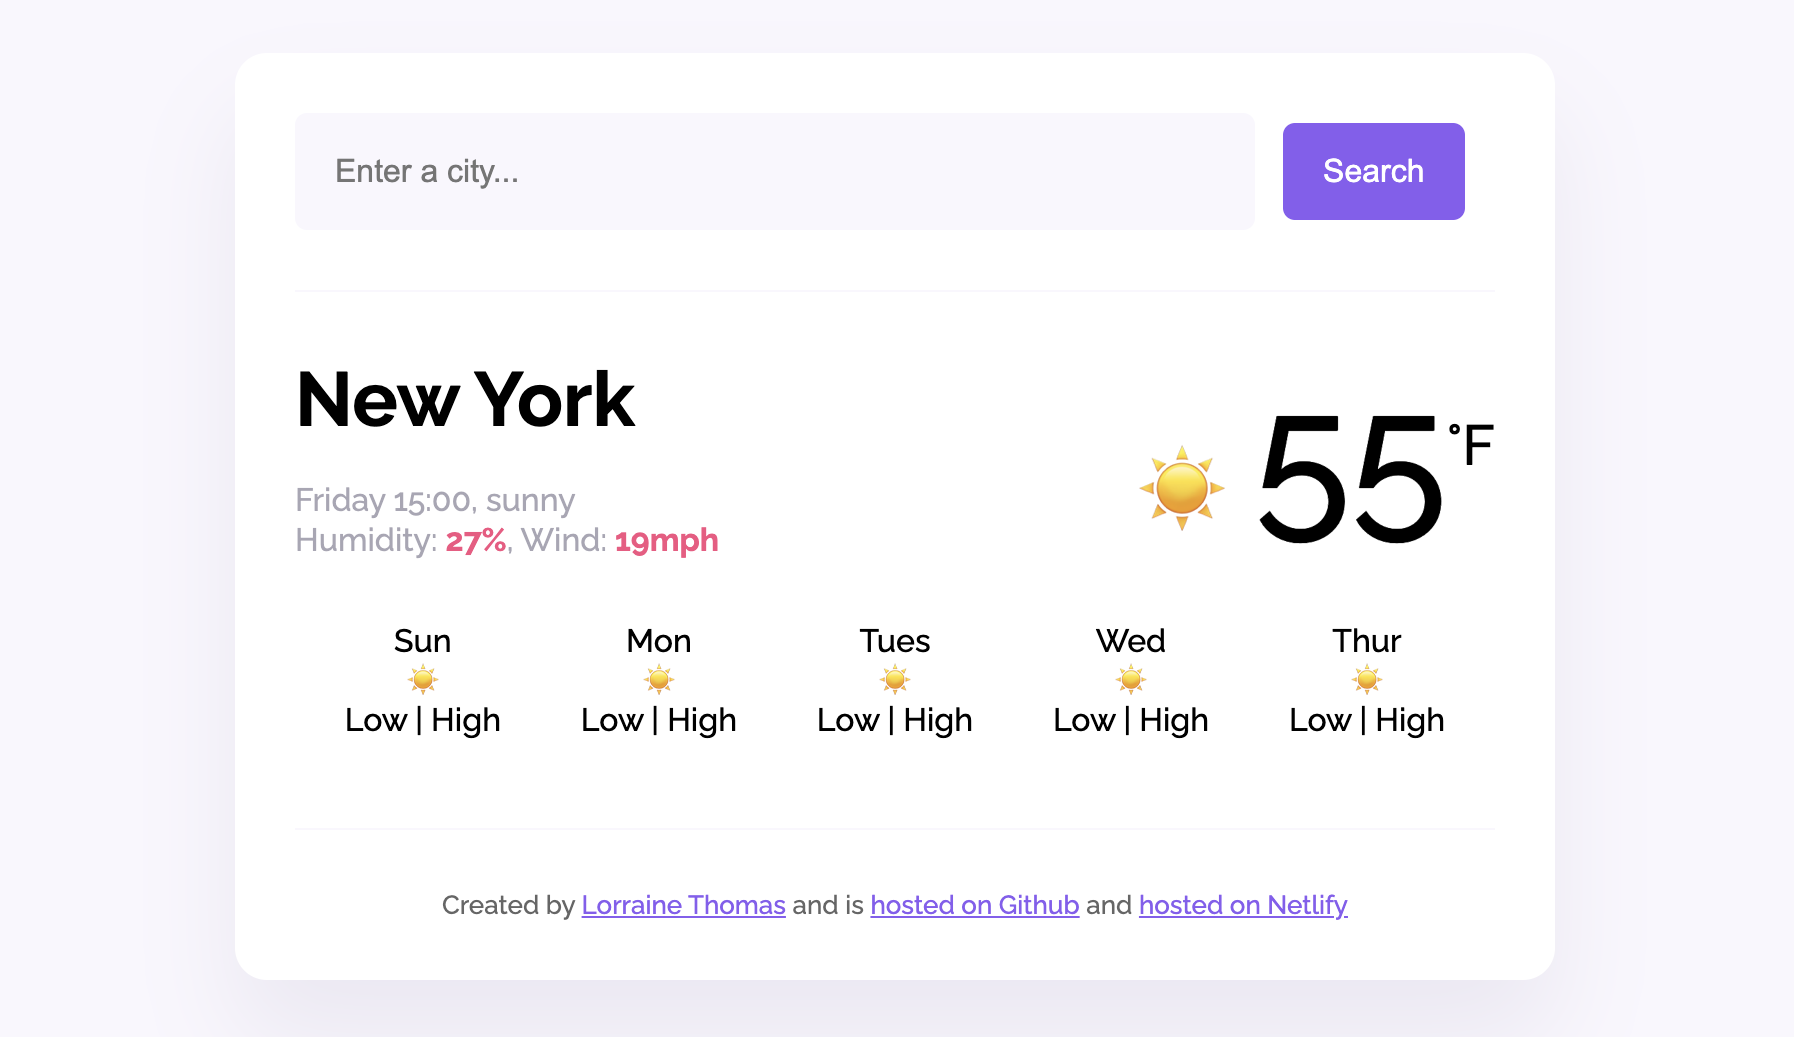 Enter a city...
Search
New York
Friday 15:00, sunny
Humidity: 27%, Wind: 19mph
55 °F
Sun Mon Tues Wed Thur
Low | High Low | High Low | High Low | High Low | High
Created by Lorraine Thomas and is hosted on Github and hosted on Netlify